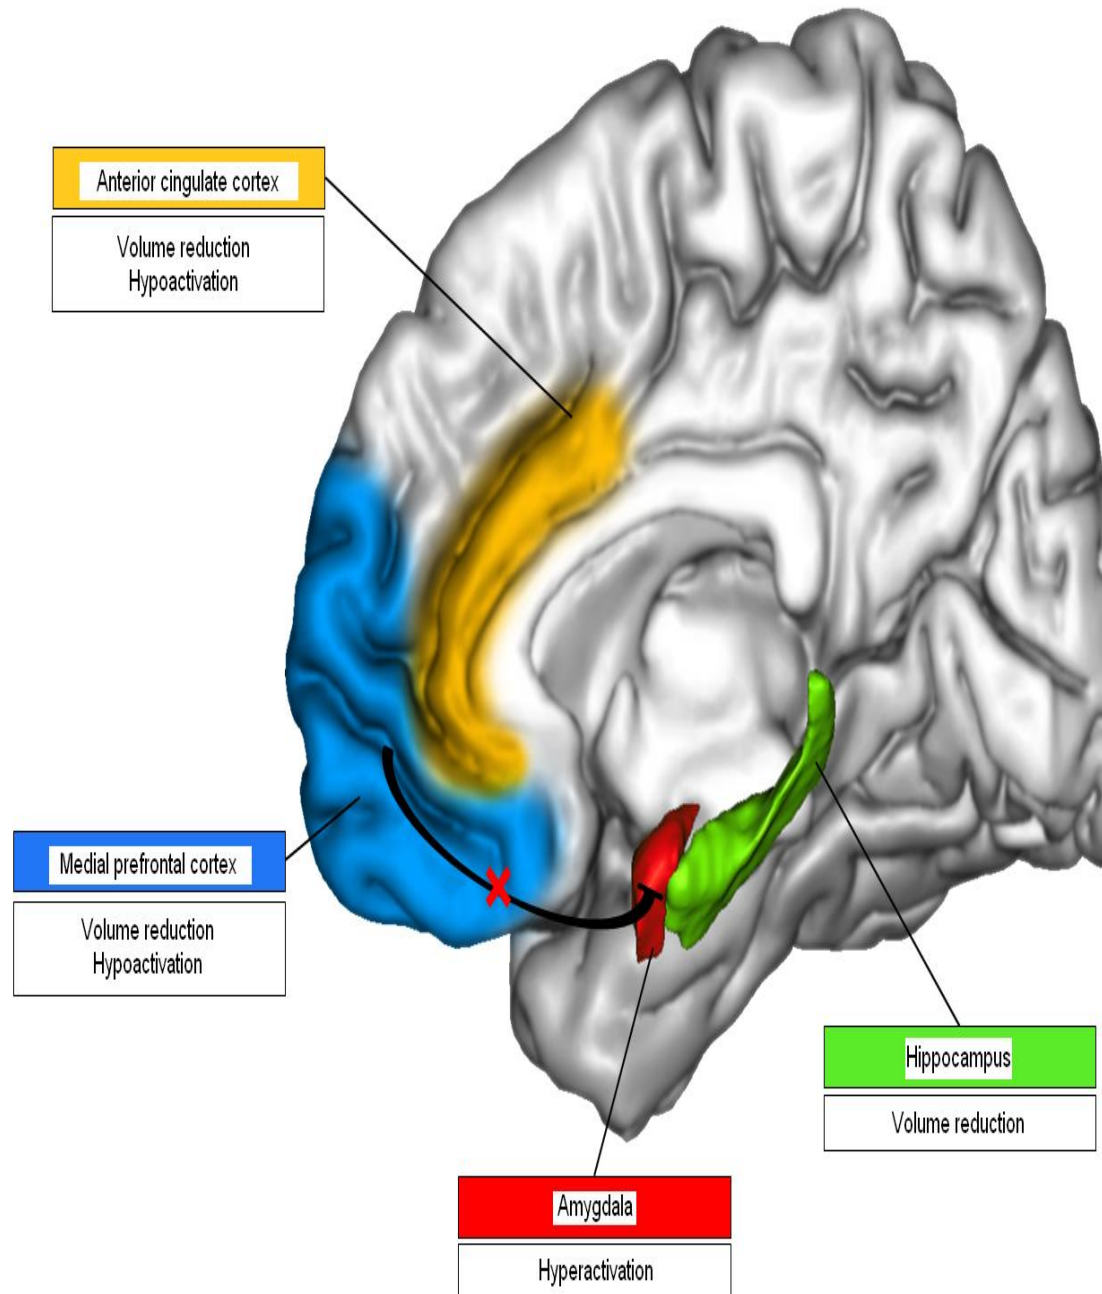 Anterior cingulate cortex
Volume reduction
Hypoactivation
Medial prefrontal cortex
Volume reduction
Hypoactivation
Hippocampus
Volume reduction
Amygdala
Hyperactivation